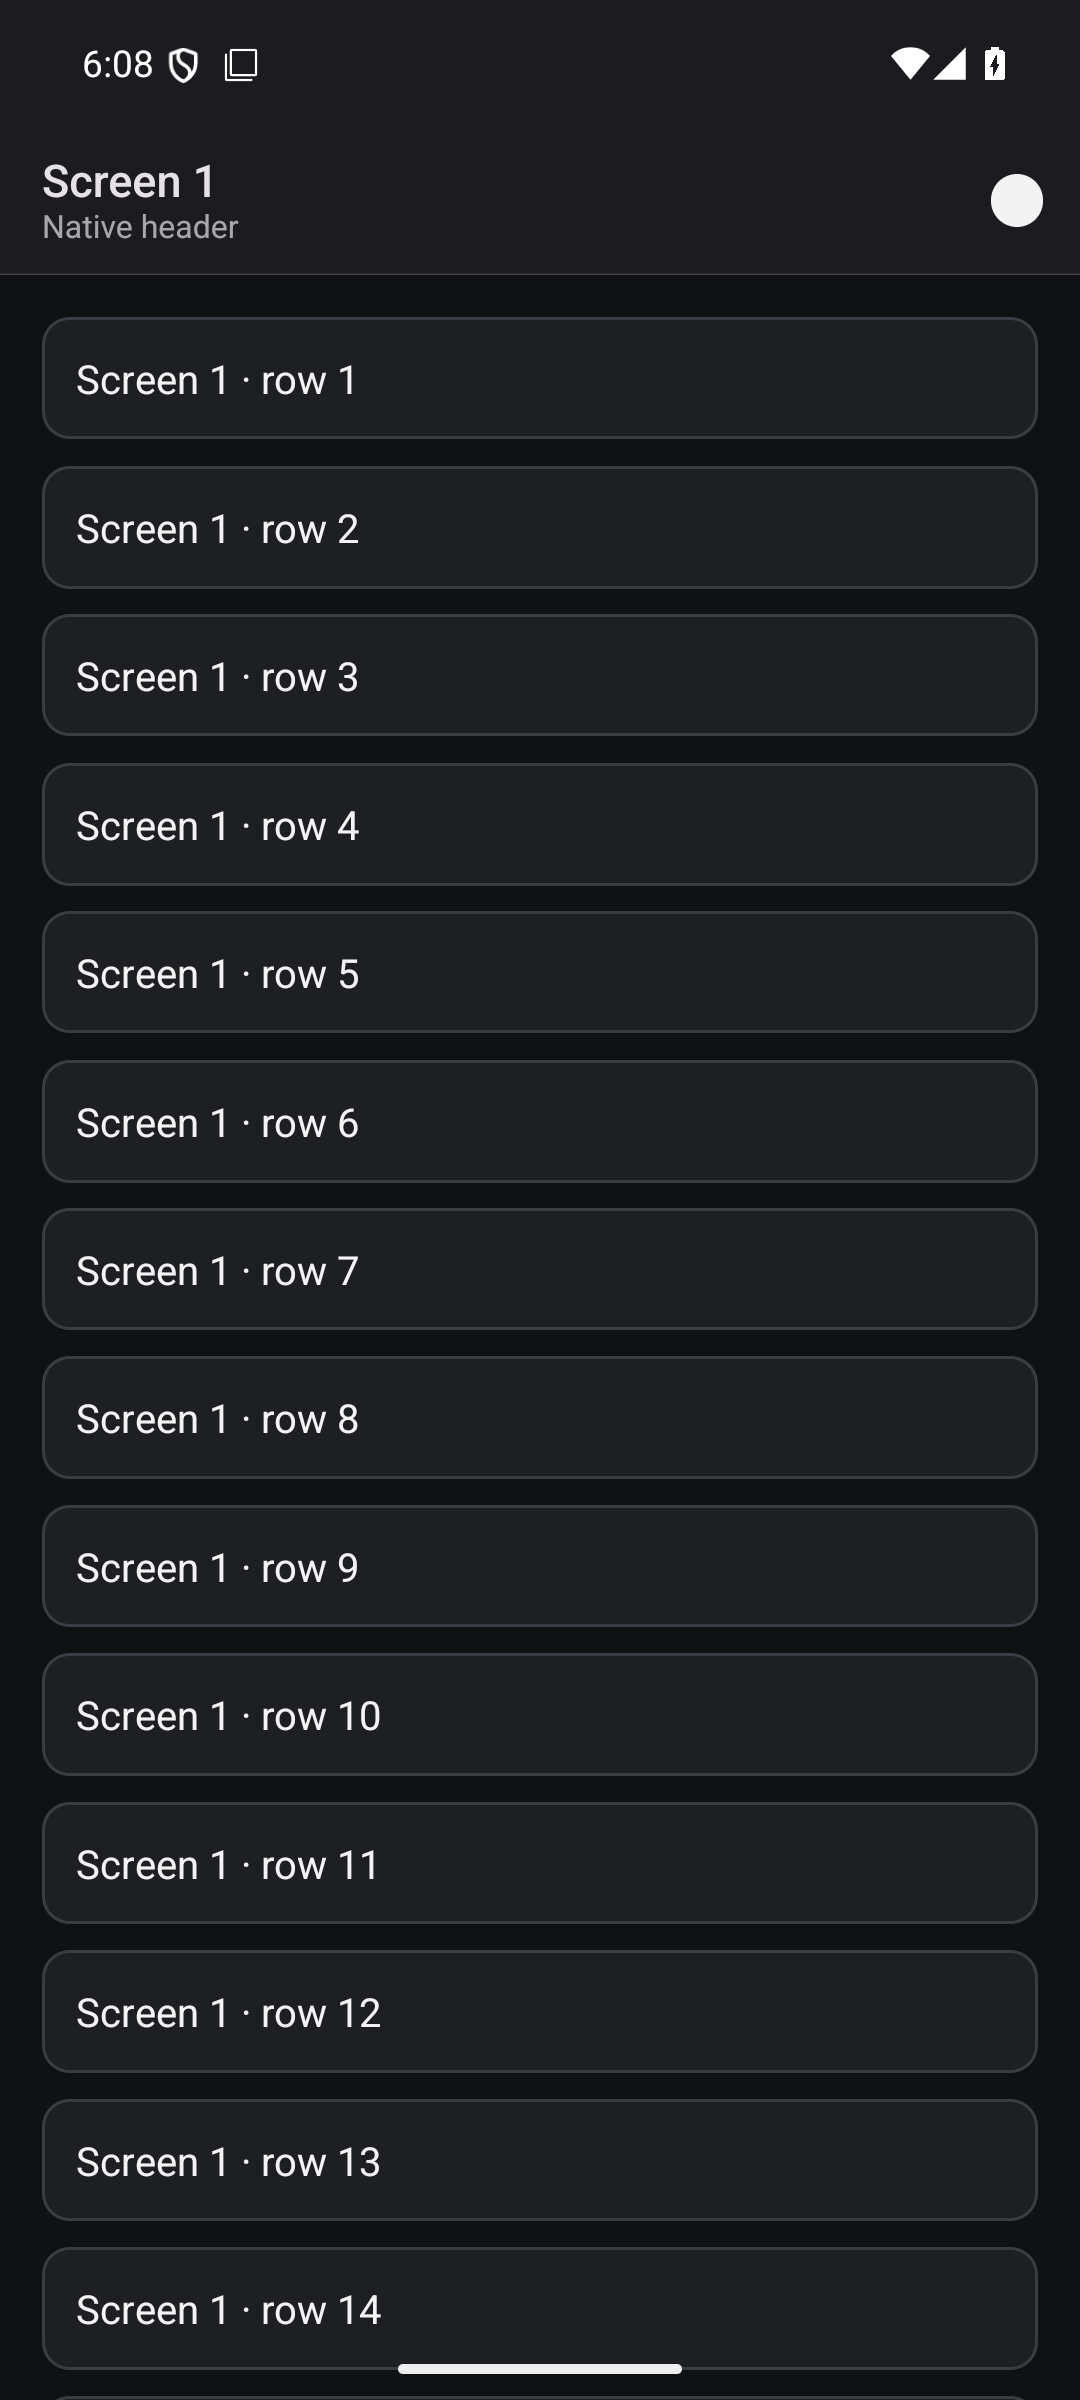 6:08
Screen 1
Native header
Screen 1 · row 1
Screen 1 · row 2
Screen 1 · row 3
Screen 1 · row 4
Screen 1 · row 5
Screen 1 · row 6
Screen 1 · row 7
Screen 1 · row 8
Screen 1 · row 9
Screen 1 · row 10
Screen 1 · row 11
Screen 1 · row 12
Screen 1 · row 13
Screen 1 · row 14